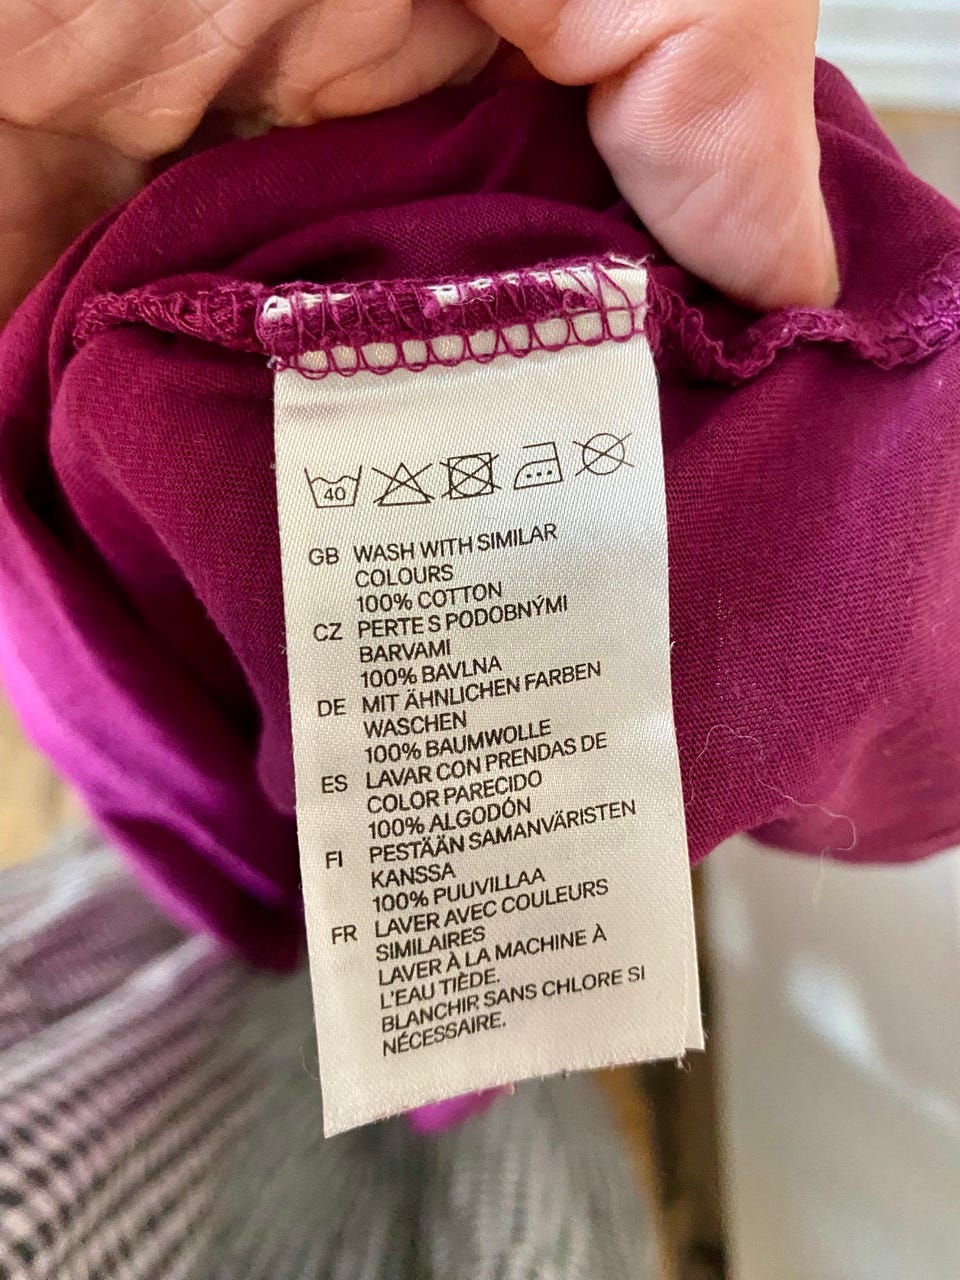 40
GB WASH WITH SIMILAR
COLOURS
100% COTTON
CZ PERTE S PODOBNÝMI
BARVAMI
100% BAVLNA
DE MIT ÄHNLICHEN FARBEN
WASCHEN
100% BAUMWOLLE
ES LAVAR CON PRENDAS DE
COLOR PARECIDO
100% ALGODÓN
FI PESTÄÄN SAMANVÄRISTEN
KANSSA
100% PUUVILLAA
FR LAVER AVEC COULEURS
SIMILAIRES
LAVER À LA MACHINE À
L'EAU TIÈDE.
BLANCHIR SANS CHLORE SI
NÉCESSAIRE.